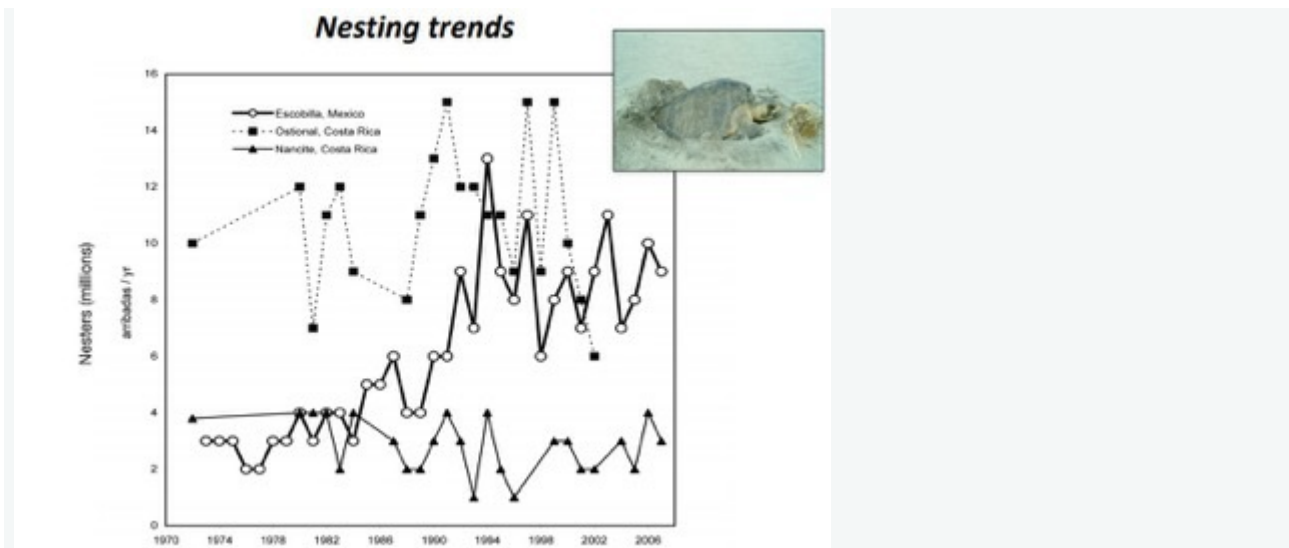 Nesting trends
Nesters (millions)
arribadas / yr
16
14
12
10
8
6
4
2
0
Escobilla, Mexico
Ostional, Costa Rica
Nancite, Costa Rica
1970 1974 1978 1982 1986 1990 1994 1998 2002 2006